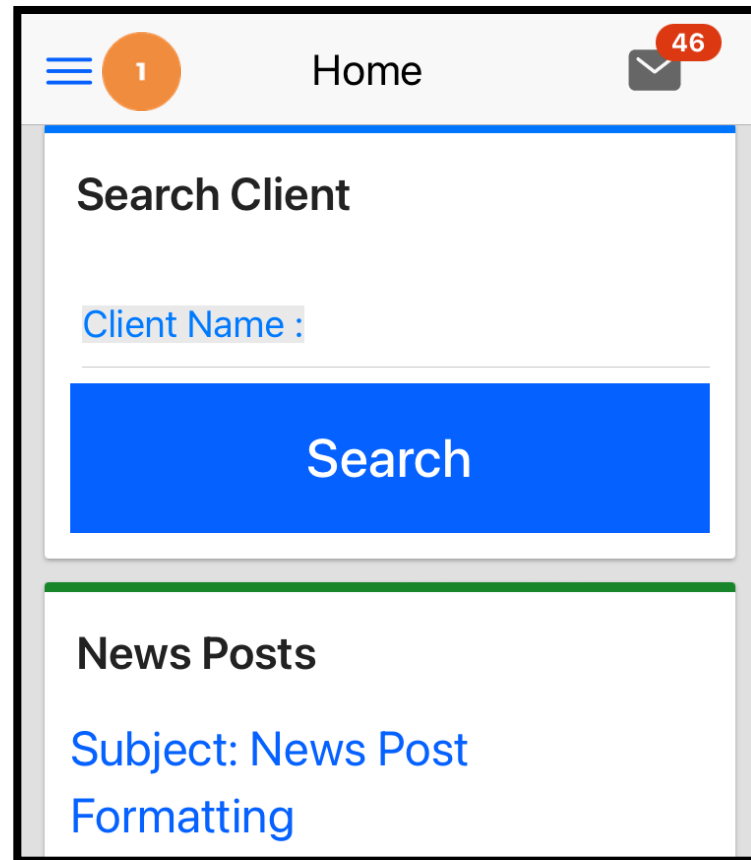 1
Home
46
Search Client
Client Name :
Search
News Posts
Subject: News Post
Formatting